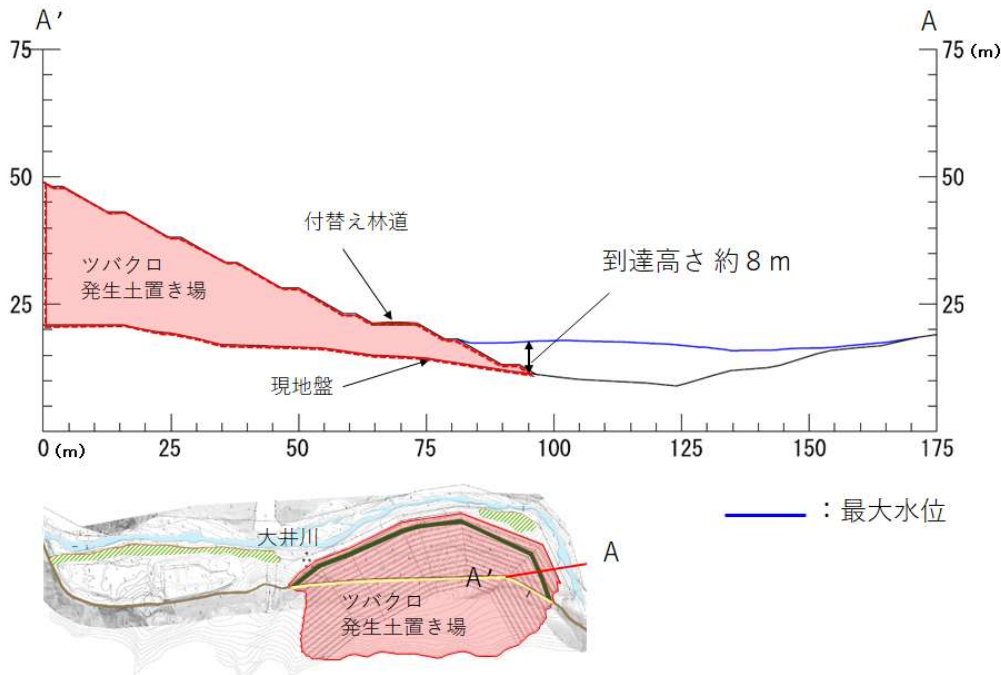 A’
A
75
75 (m)
50
50
付替え林道
到達高さ 約８ｍ
ツバクロ
発生土置き場
25
25
現地盤
0 (m)
25
50
75
100
125
150
175
大井川
：最大水位
A
A’
ツバクロ
発生土置き場